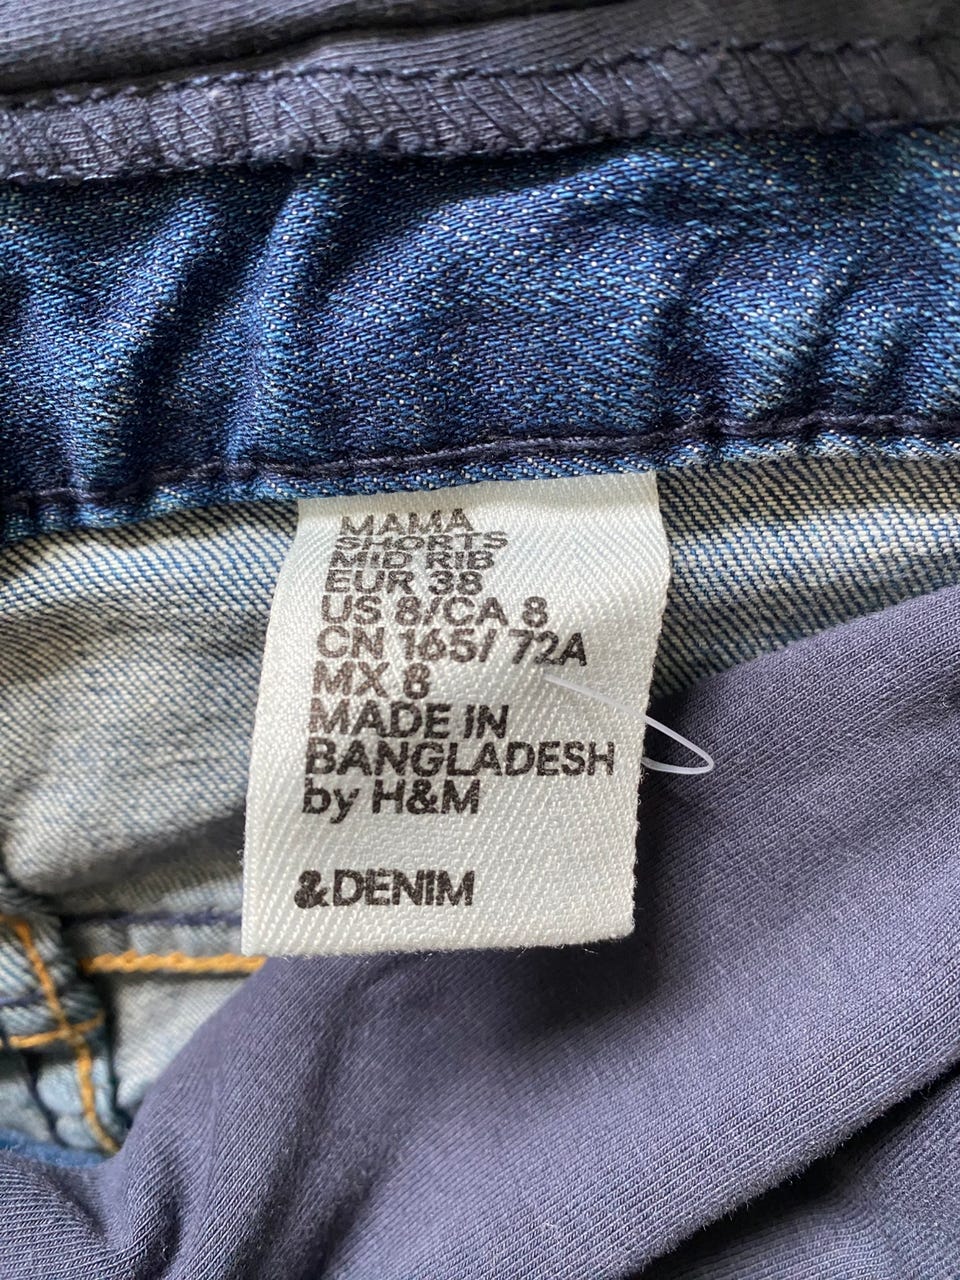 MAMA
SHORTS
MID RIB
EUR 38
US 8/CA 8
CN 165/ 72A
MX 8
MADE IN
BANGLADESH
by H&M
&DENIM